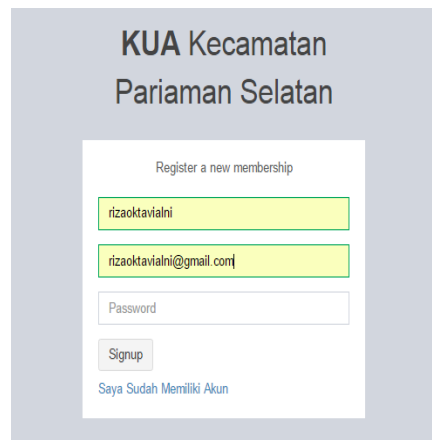 KUA Kecamatan
Pariaman Selatan
Register a new membership
rizaoktavialni
rizaoktavialni@gmail.com
Password
Signup
Saya Sudah Memiliki Akun